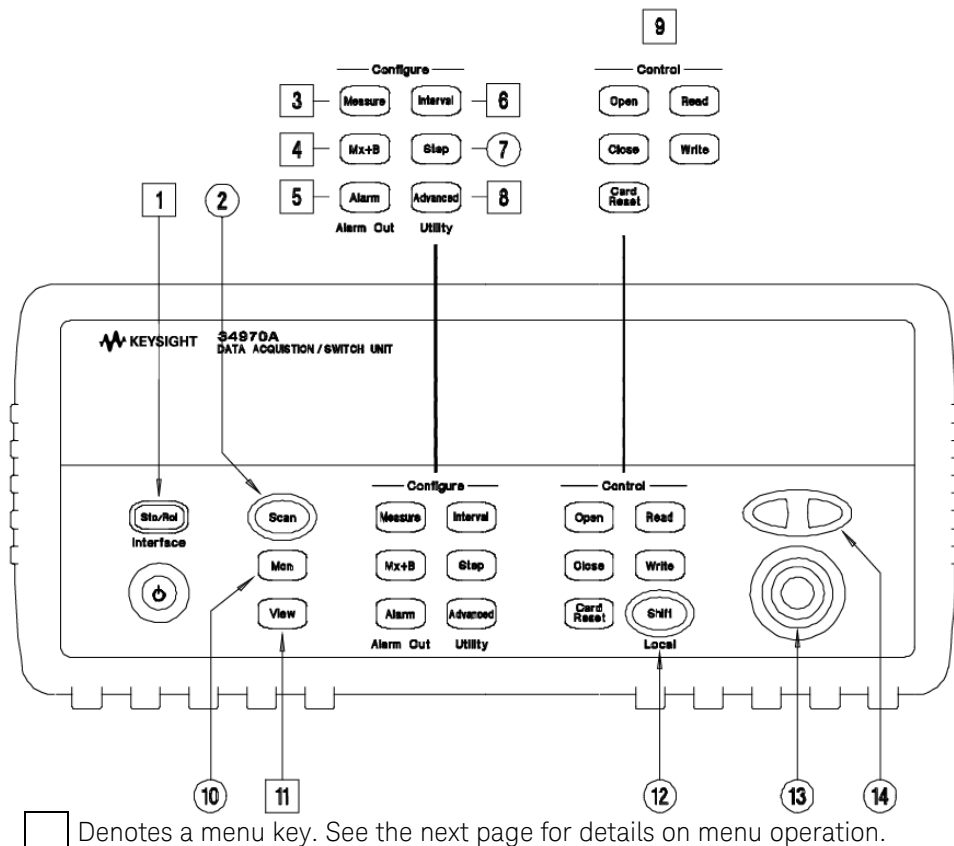 9
Configure Control
3 Measure Interval 6 Open Read
4 Mx+B Step 7 Close Write
5 Alarm Advanced 8 Card Reset
Alarm Out Utility
1 2
KEYSIGHT 34970A
DATA ACQUISTION / SWITCH UNIT
Configure Control
Sto/Rcl Scan Measure Interval Open Read
Interface
Mon Mx+B Step Close Write
View Alarm Advanced Card Reset Shift
Alarm Out Utility Local
10 11 12 13 14
Denotes a menu key. See the next page for details on menu operation.